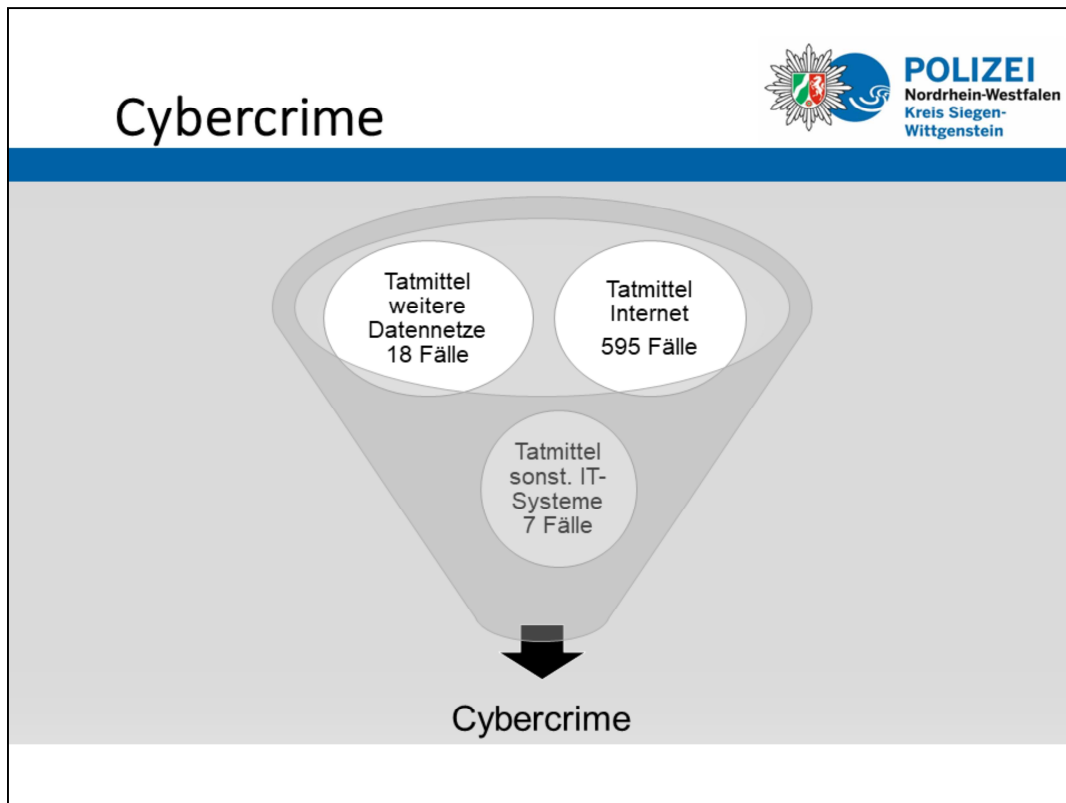 Cybercrime
POLIZEI
Nordrhein-Westfalen
Kreis Siegen-
Wittgenstein
Tatmittel
weitere
Datennetze
18 Fälle
Tatmittel
Internet
595 Fälle
Tatmittel
sonst. IT-
Systeme
7 Fälle
Cybercrime